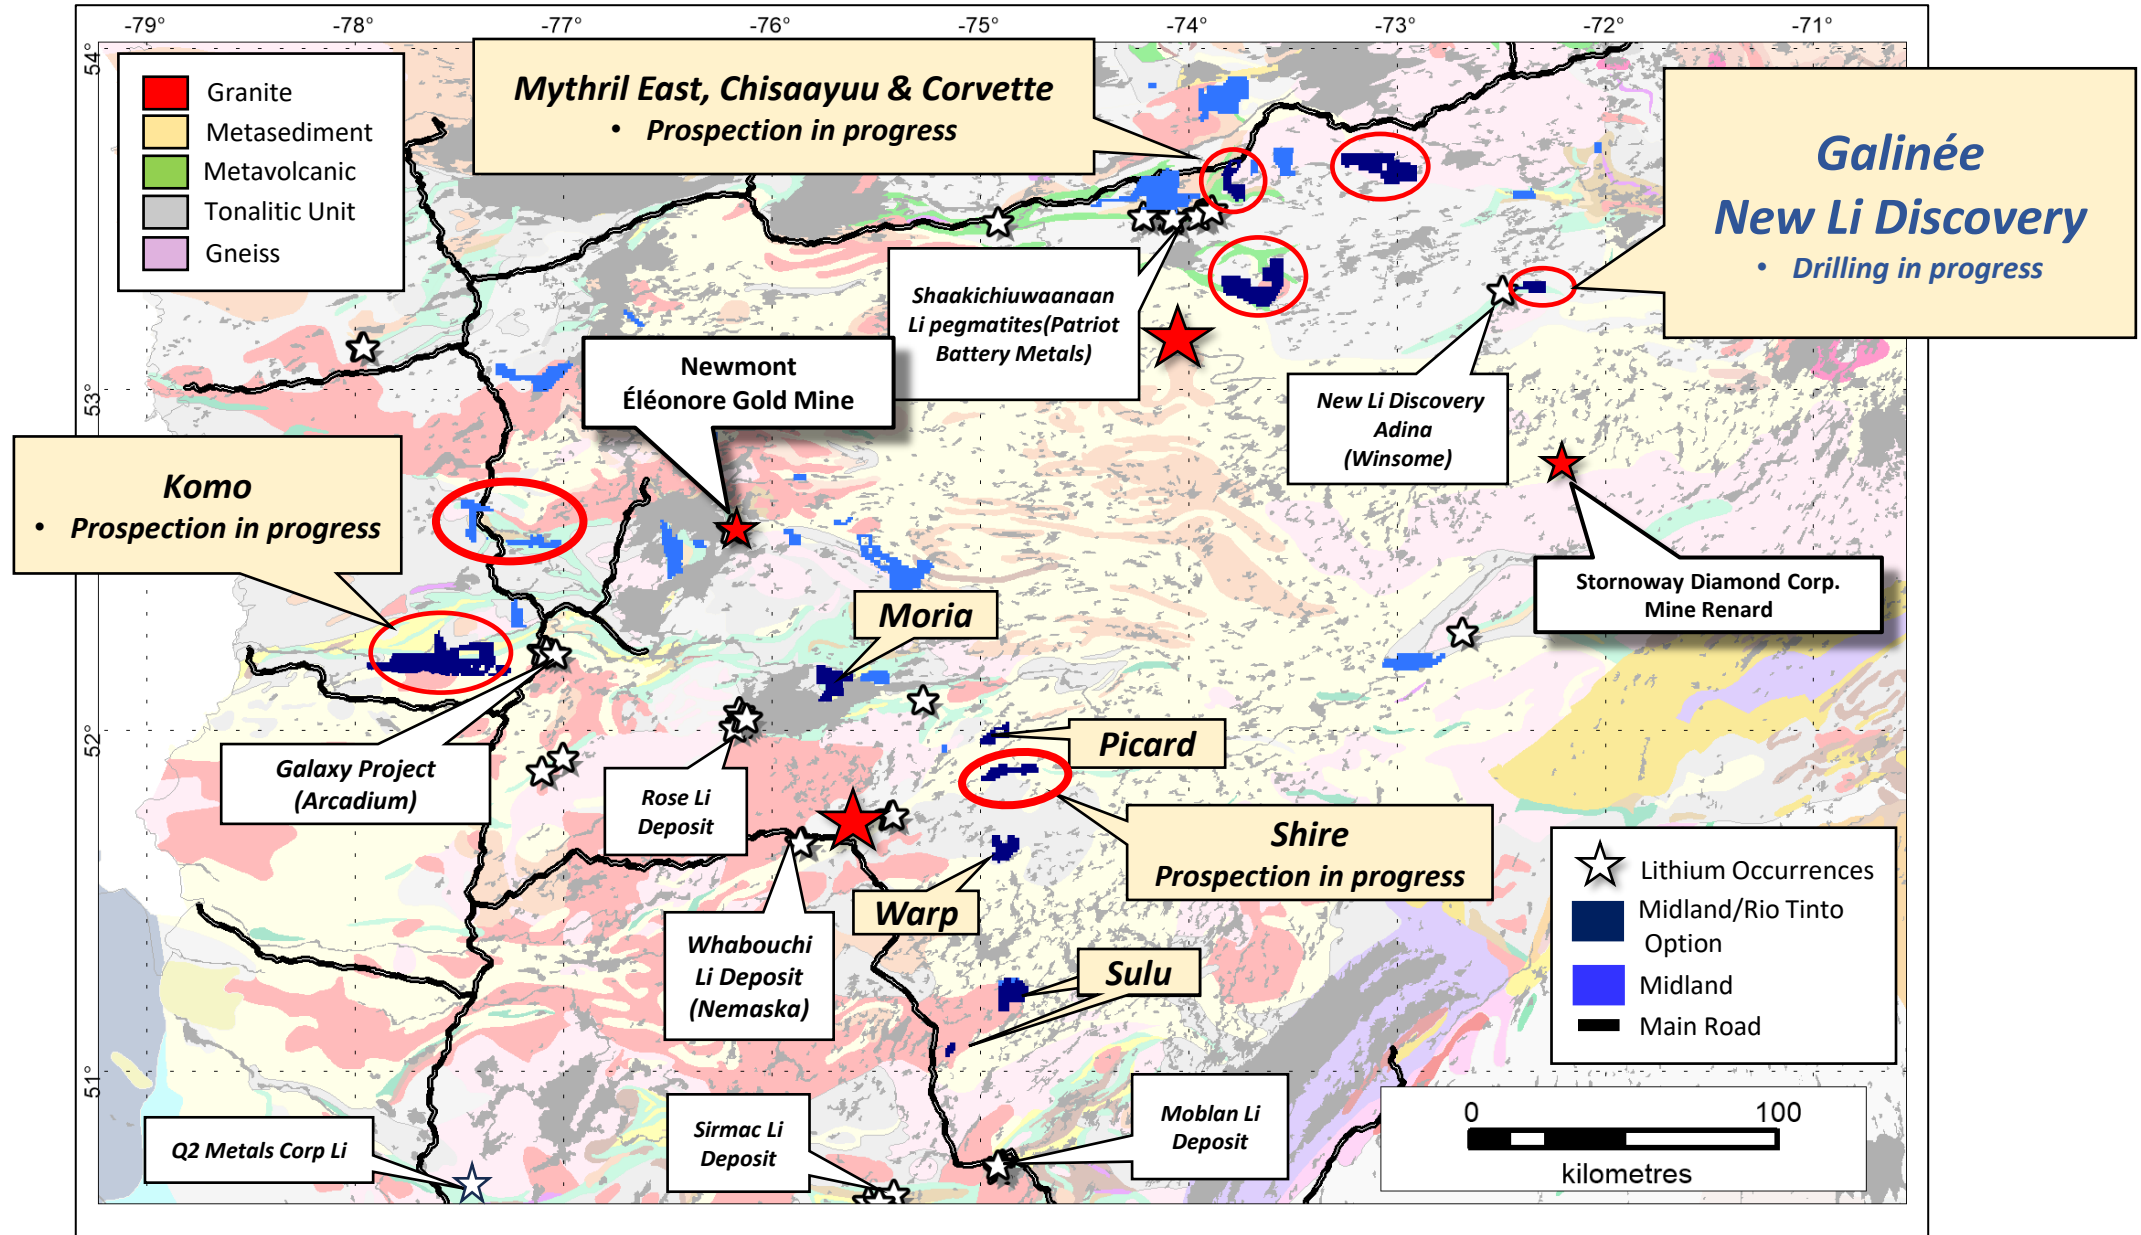 -79° -78° -77° -76° -75° -74° -73° -72° -71°
54°
53°
52°
51°
Granite
Metasediment
Metavolcanic
Tonalitic Unit
Gneiss
Mythril East, Chisaayuu & Corvette
• Prospection in progress
Galinée
New Li Discovery
• Drilling in progress
Shaakichiuwaanaan
Li pegmatites(Patriot
Battery Metals)
Newmont
Éléonore Gold Mine
New Li Discovery
Adina
(Winsome)
Komo
• Prospection in progress
Stornoway Diamond Corp.
Mine Renard
Moria
Picard
Galaxy Project
(Arcadium)
Rose Li
Deposit
Shire
Prospection in progress
Warp
Whabouchi
Li Deposit
(Nemaska)
Sulu
Lithium Occurrences
Midland/Rio Tinto
Option
Midland
Main Road
Q2 Metals Corp Li
Sirmac Li
Deposit
Moblan Li
Deposit
0 100
kilometres